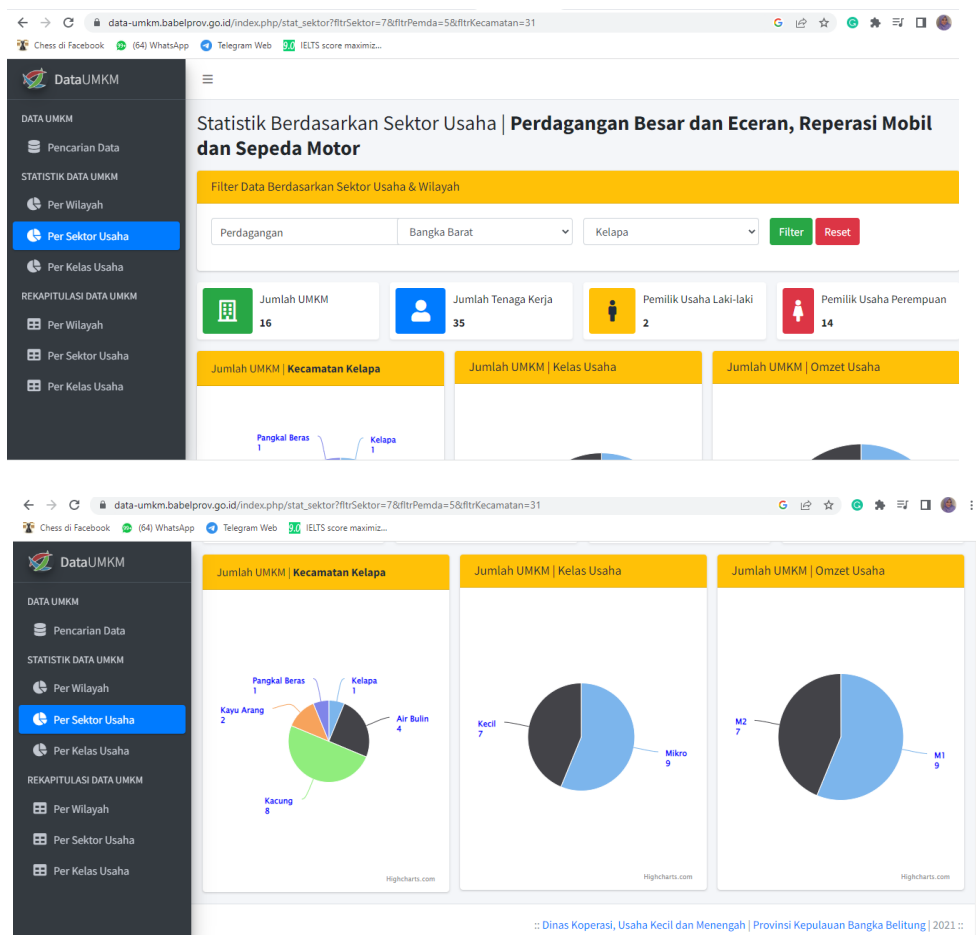 data-umkm.babelprov.go.id/index.php/stat_sektor?fltrSektor=7&fltrPemda=5&fltrKecamatan=31
Chess di Facebook (64) WhatsApp Telegram Web 9.0 IELTS score maximiz...
DataUMKM
DATA UMKM
Pencarian Data
STATISTIK DATA UMKM
Per Wilayah
Per Sektor Usaha
Per Kelas Usaha
REKAPITULASI DATA UMKM
Per Wilayah
Per Sektor Usaha
Per Kelas Usaha
Statistik Berdasarkan Sektor Usaha | Perdagangan Besar dan Eceran, Reperasi Mobil
dan Sepeda Motor
Filter Data Berdasarkan Sektor Usaha & Wilayah
Perdagangan Bangka Barat Kelapa Filter Reset
Jumlah UMKM
16
Jumlah Tenaga Kerja
35
Pemilik Usaha Laki-laki
2
Pemilik Usaha Perempuan
14
Jumlah UMKM | Kecamatan Kelapa
Pangkal Beras
1
Kelapa
1
Jumlah UMKM | Kelas Usaha
Jumlah UMKM | Omzet Usaha
data-umkm.babelprov.go.id/index.php/stat_sektor?fltrSektor=7&fltrPemda=5&fltrKecamatan=31
Chess di Facebook (64) WhatsApp Telegram Web 9.0 IELTS score maximiz...
DataUMKM
DATA UMKM
Pencarian Data
STATISTIK DATA UMKM
Per Wilayah
Per Sektor Usaha
Per Kelas Usaha
REKAPITULASI DATA UMKM
Per Wilayah
Per Sektor Usaha
Per Kelas Usaha
Jumlah UMKM | Kecamatan Kelapa
Pangkal Beras
1
Kelapa
1
Kayu Arang
2
Air Bulin
4
Kacung
8
Highcharts.com
Jumlah UMKM | Kelas Usaha
Kecil
7
Mikro
9
Highcharts.com
Jumlah UMKM | Omzet Usaha
M2
7
M1
9
Highcharts.com
:: Dinas Koperasi, Usaha Kecil dan Menengah | Provinsi Kepulauan Bangka Belitung | 2021 ::